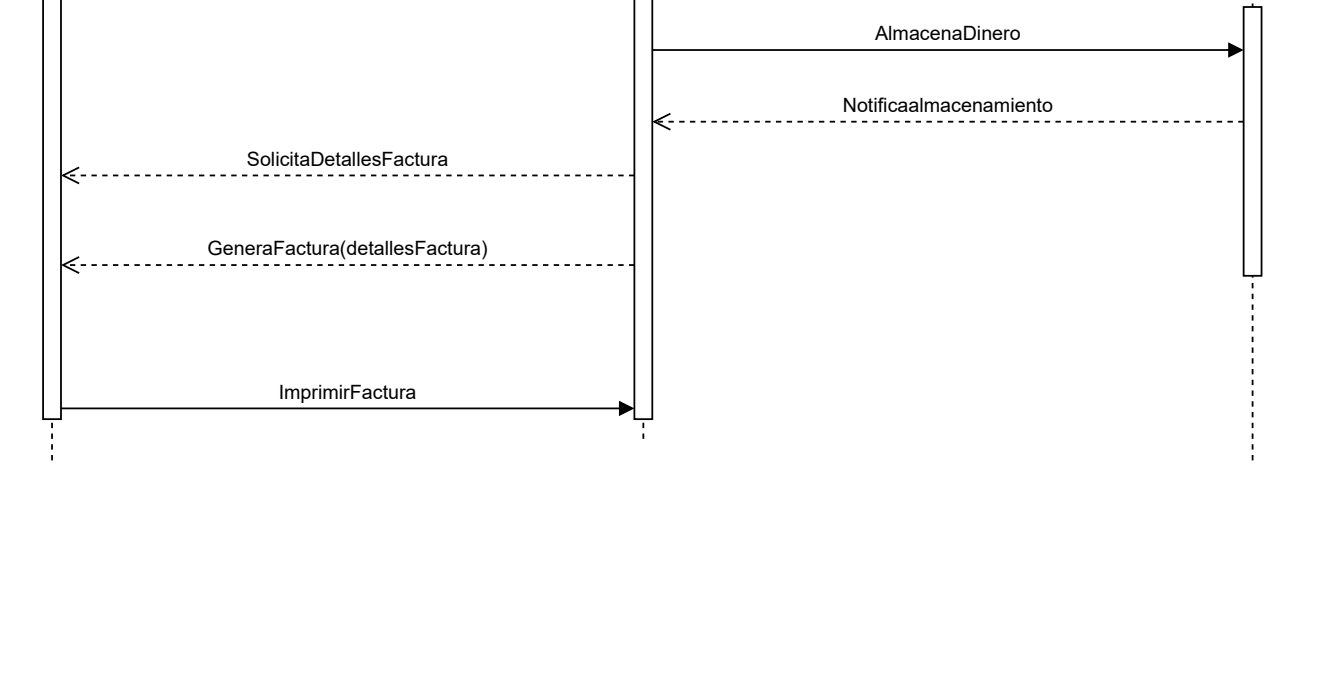 AlmacenaDinero
Notificaalmacenamiento
SolicitaDetallesFactura
GeneraFactura(detallesFactura)
ImprimirFactura